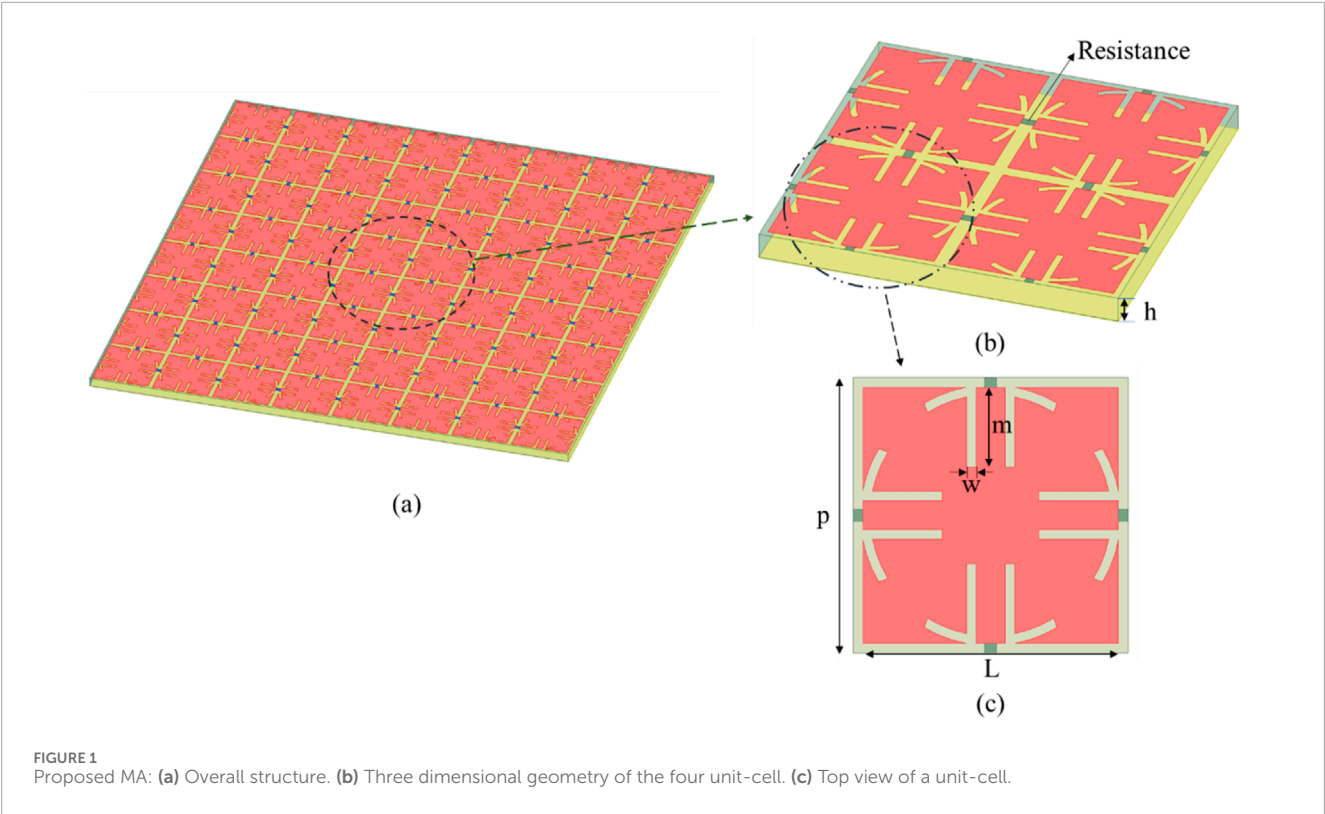 Resistance
h
(b)
(a)
m
w
p
L
(c)
FIGURE 1
Proposed MA: (a) Overall structure. (b) Three dimensional geometry of the four unit-cell. (c) Top view of a unit-cell.